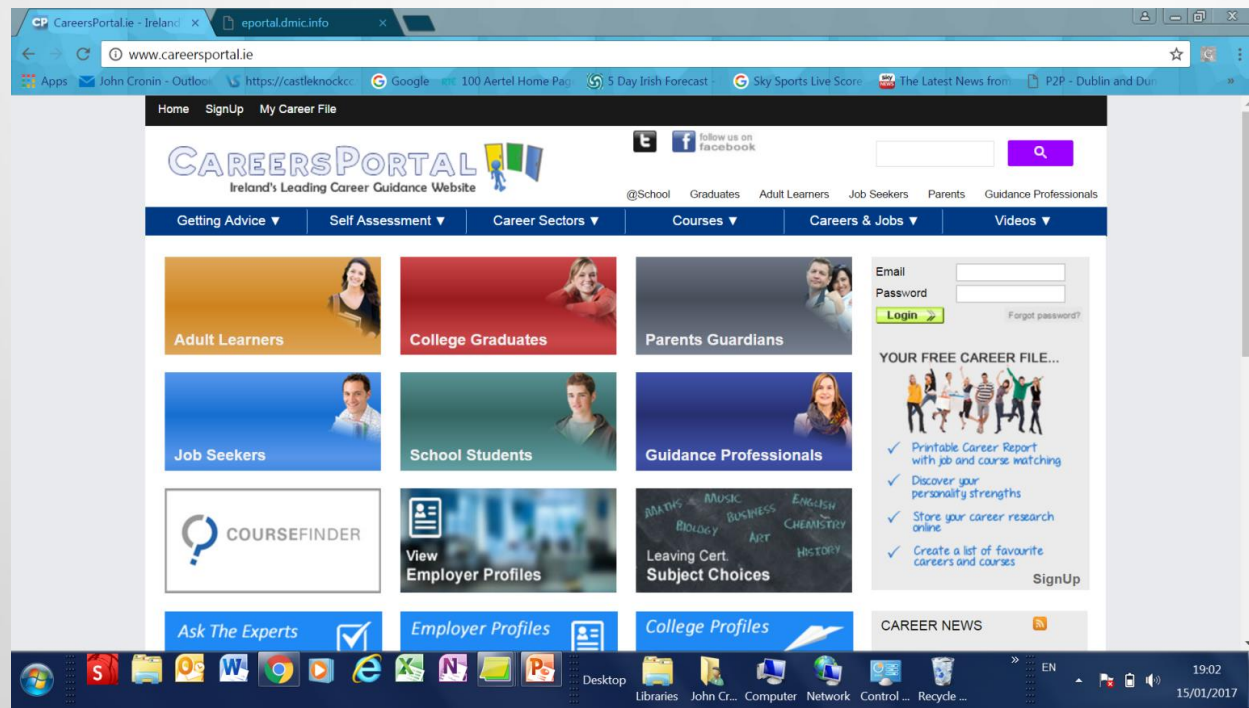 CareersPortal.ie - Ireland
eportal.dmic.info
www.careersportal.ie
Apps John Cronin - Outlook https://castleknockcc Google 100 Aertel Home Pag 5 Day Irish Forecast - Sky Sports Live Score The Latest News from P2P - Dublin and Dun »
Home SignUp My Career File
CAREERSPORTAL
Ireland's Leading Career Guidance Website
follow us on
facebook
@School Graduates Adult Learners Job Seekers Parents Guidance Professionals
Getting Advice ▼ Self Assessment ▼ Career Sectors ▼ Courses ▼ Careers & Jobs ▼ Videos ▼
Adult Learners
College Graduates
Parents Guardians
Job Seekers
School Students
Guidance Professionals
COURSEFINDER
View
Employer Profiles
MATHS MUSIC ENGLISH
BIOLOGY BUSINESS CHEMISTRY
ART HISTORY
Leaving Cert.
Subject Choices
Ask The Experts
Employer Profiles
College Profiles
Email
Password
Login Forgot password?
YOUR FREE CAREER FILE...
Printable Career Report
with job and course matching
Discover your
personality strengths
Store your career research
online
Create a list of favourite
careers and courses
SignUp
CAREER NEWS
Desktop
Libraries John Cr... Computer Network Control ... Recycle ...
» EN
19:02
15/01/2017